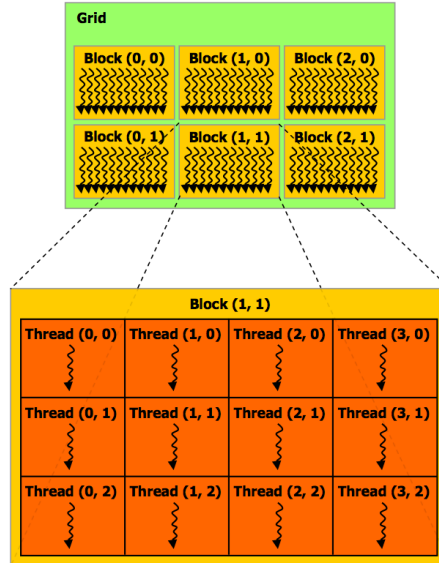 Grid
Block (0, 0) Block (1, 0) Block (2, 0)
Block (0, 1) Block (1, 1) Block (2, 1)
Block (1, 1)
Thread (0, 0) Thread (1, 0) Thread (2, 0) Thread (3, 0)
Thread (0, 1) Thread (1, 1) Thread (2, 1) Thread (3, 1)
Thread (0, 2) Thread (1, 2) Thread (2, 2) Thread (3, 2)